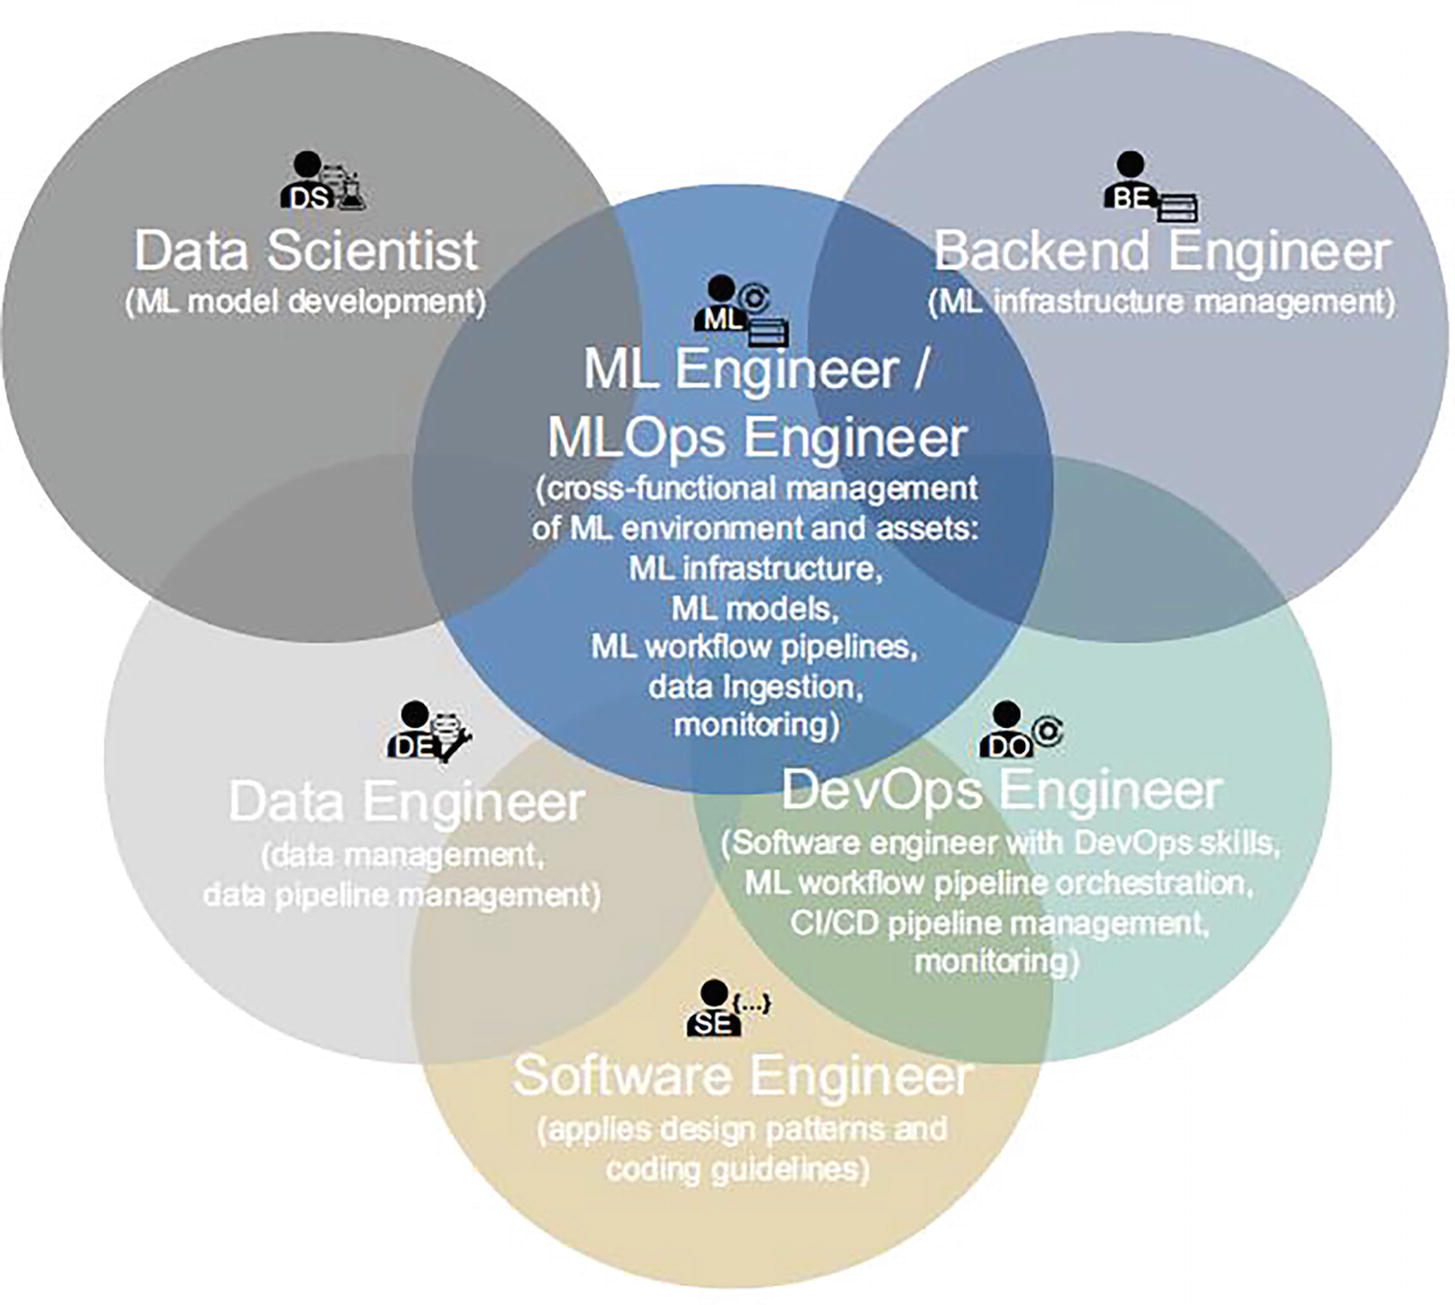 DS
Data Scientist
(ML model development)
BE
Backend Engineer
(ML infrastructure management)
ML
ML Engineer /
MLOps Engineer
(cross-functional management
of ML environment and assets:
ML infrastructure,
ML models,
ML workflow pipelines,
data Ingestion,
monitoring)
DE
Data Engineer
(data management,
data pipeline management)
DO
DevOps Engineer
(Software engineer with DevOps skills,
ML workflow pipeline orchestration,
CI/CD pipeline management,
monitoring)
SE {...}
Software Engineer
(applies design patterns and
coding guidelines)